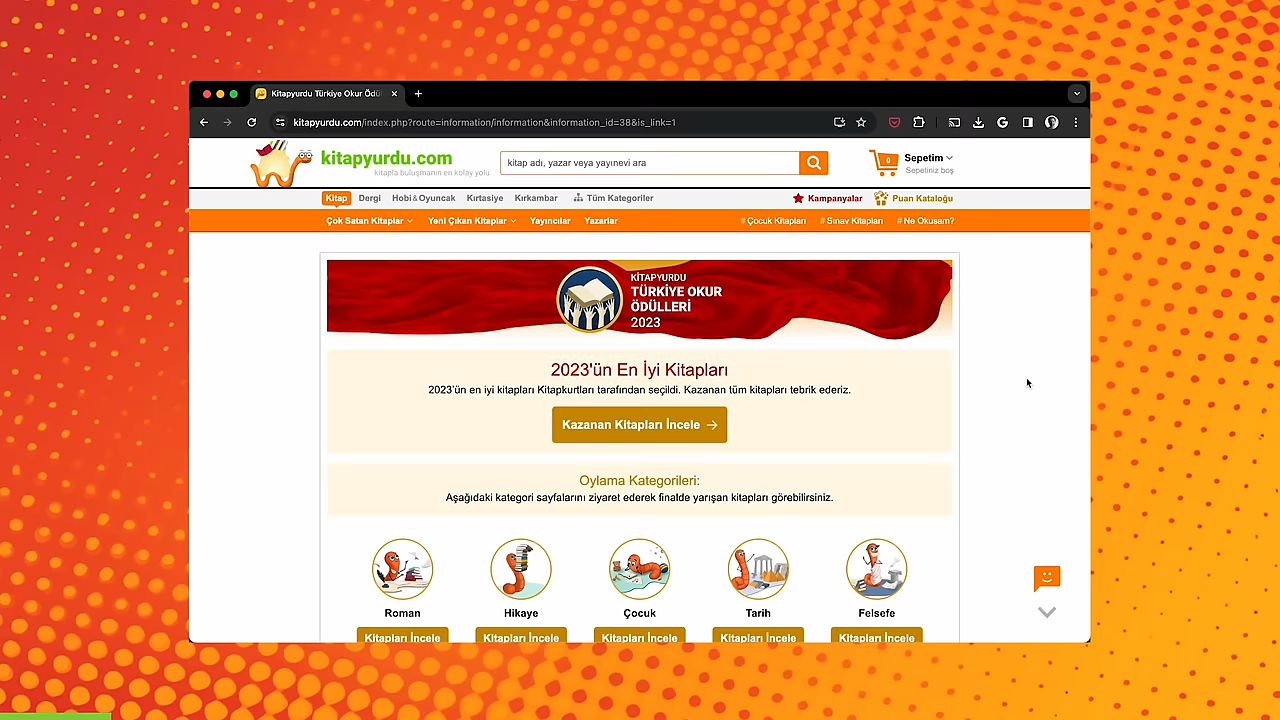 Kitapyurdu Türkiye Okur Ödü
kitapyurdu.com/index.php?route=information/information&information_id=38&is_link=1
kitapyurdu.com
kitapla buluşmanın en kolay yolu
kitap adı, yazar veya yayınevi ara
0
Sepetim
Sepetiniz boş
Kitap Dergi Hobi&Oyuncak Kırtasiye Kırkambar Tüm Kategoriler Kampanyalar Puan Kataloğu
Çok Satan Kitaplar Yeni Çıkan Kitaplar Yayıncılar Yazarlar #Çocuk Kitapları #Sınav Kitapları #Ne Okusam?
KİTAPYURDU
TÜRKİYE OKUR
ÖDÜLLERİ
2023
2023'ün En İyi Kitapları
2023'ün en iyi kitapları Kitapkurtları tarafından seçildi. Kazanan tüm kitapları tebrik ederiz.
Kazanan Kitapları İncele →
Oylama Kategorileri:
Aşağıdaki kategori sayfalarını ziyaret ederek finalde yarışan kitapları görebilirsiniz.
Roman Hikaye Çocuk Tarih Felsefe
Kitapları İncele Kitapları İncele Kitapları İncele Kitapları İncele Kitapları İncele